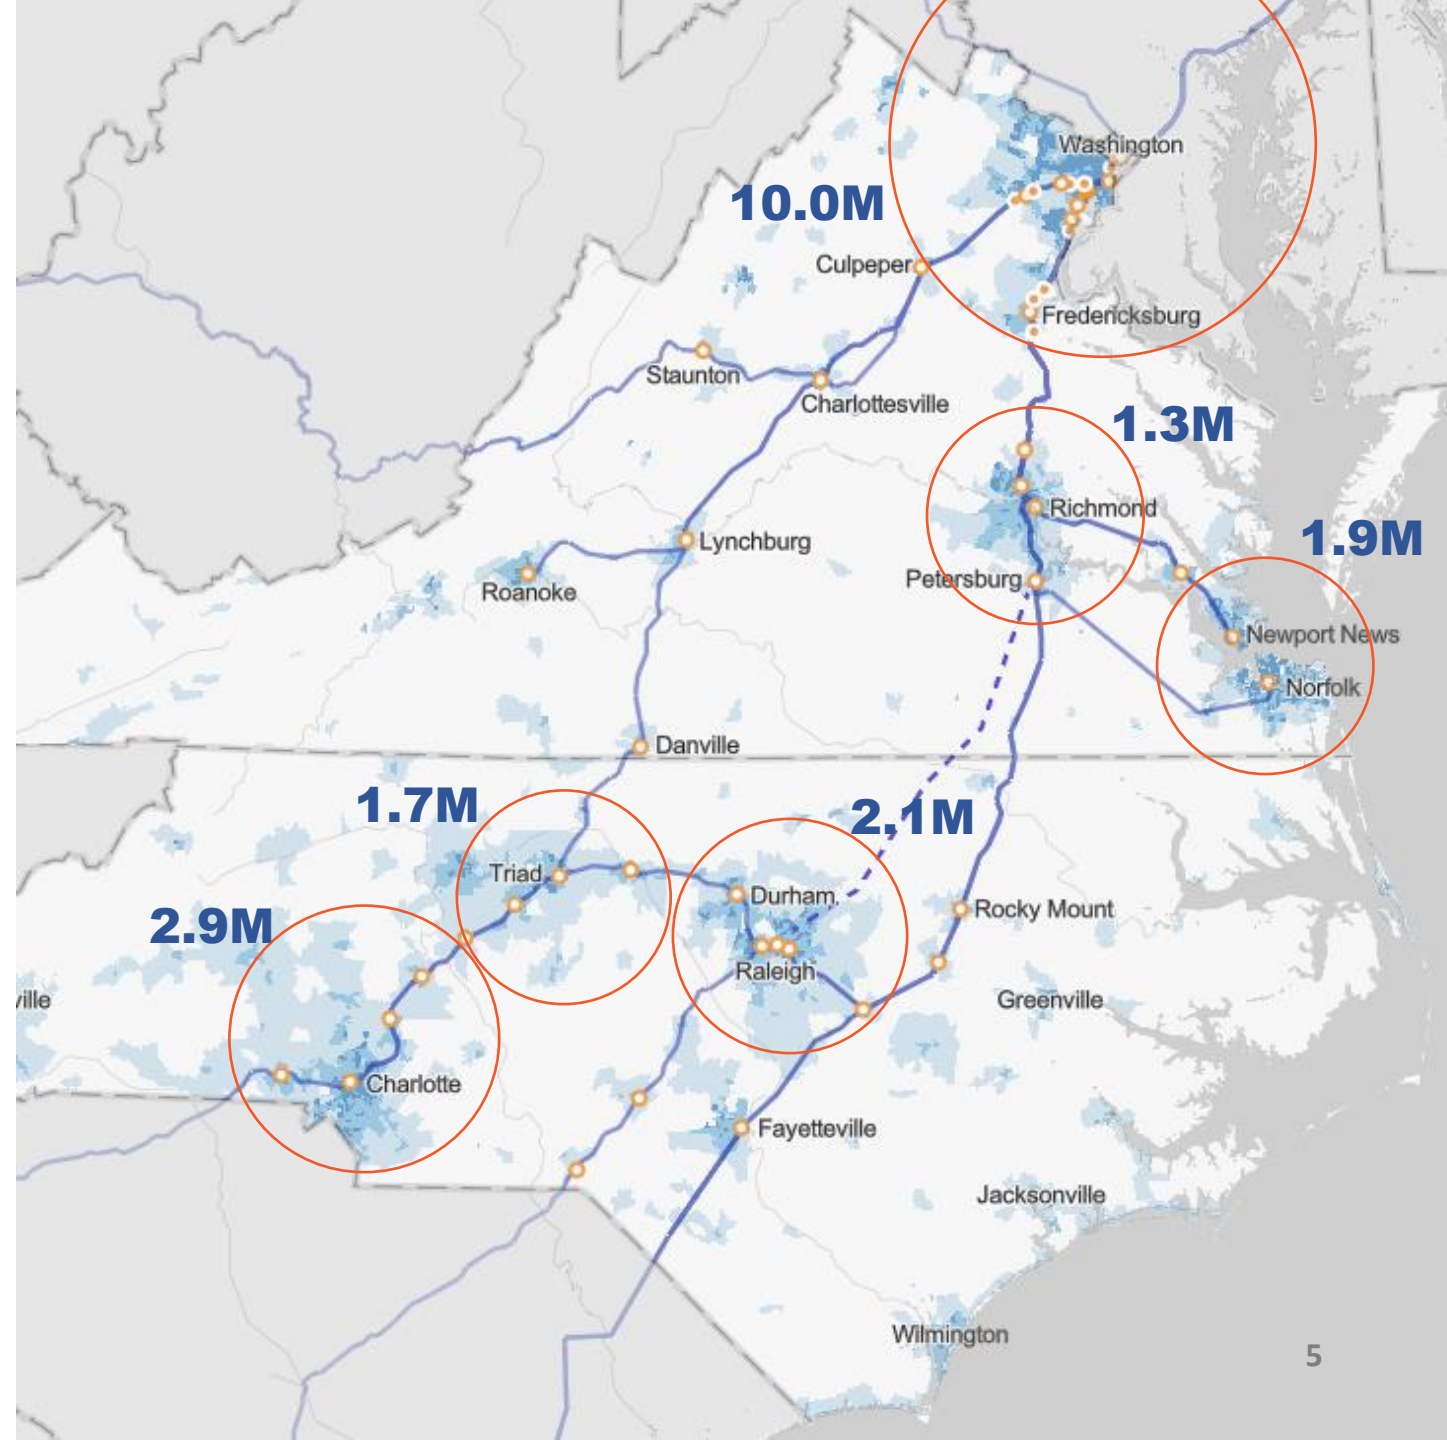 Washington
10.0M
Culpeper
Fredericksburg
Staunton
Charlottesville
1.3M
Richmond
1.9M
Lynchburg
Petersburg
Roanoke
Newport News
Norfolk
Danville
1.7M
2.1M
Triad
Durham
Rocky Mount
2.9M
Raleigh
ville
Greenville
Charlotte
Fayetteville
Jacksonville
Wilmington
5